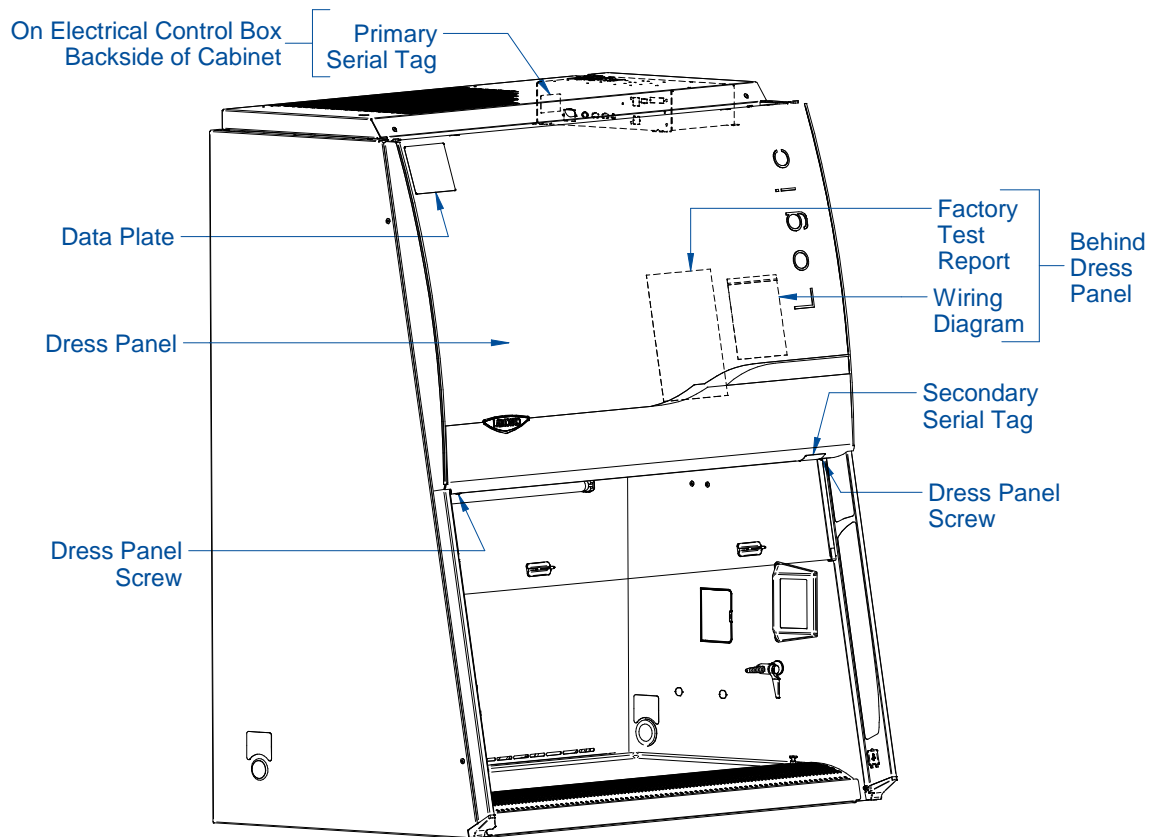 On Electrical Control Box
Backside of Cabinet
Primary
Serial Tag
Data Plate
Factory
Test
Report
Behind
Dress
Panel
Wiring
Diagram
Dress Panel
Secondary
Serial Tag
Dress Panel
Screw
Dress Panel
Screw